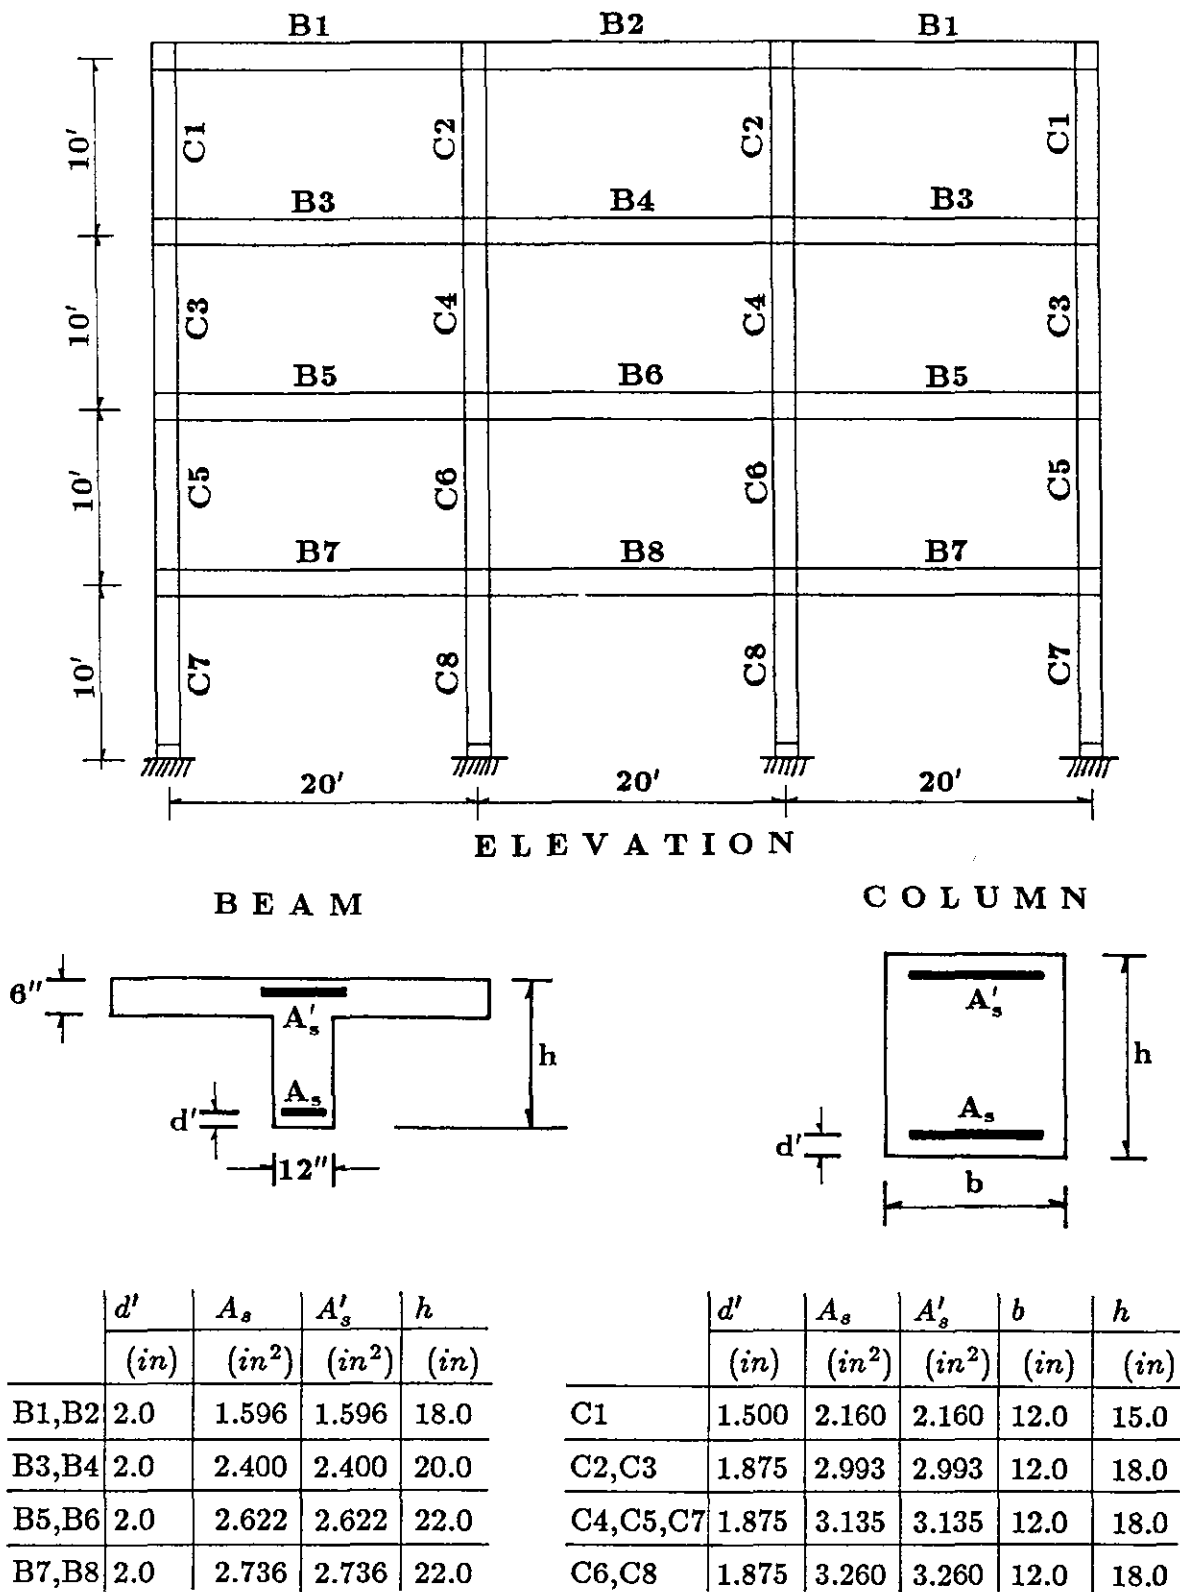 B1 B2 B1
10' C1 C2 C2 C1
B3 B4 B3
10' C3 C4 C4 C3
B5 B6 B5
10' C5 C6 C6 C5
B7 B8 B7
10' C7 C8 C8 C7
20' 20' 20'
ELEVATION
BEAM
6"
A's
h
As
d'
12"
COLUMN
A's
h
As
d'
b
d' As A's h
(in) (in²) (in²) (in)
B1,B2 2.0 1.596 1.596 18.0
B3,B4 2.0 2.400 2.400 20.0
B5,B6 2.0 2.622 2.622 22.0
B7,B8 2.0 2.736 2.736 22.0
d' As A's b h
(in) (in²) (in²) (in) (in)
C1 1.500 2.160 2.160 12.0 15.0
C2,C3 1.875 2.993 2.993 12.0 18.0
C4,C5,C7 1.875 3.135 3.135 12.0 18.0
C6,C8 1.875 3.260 3.260 12.0 18.0